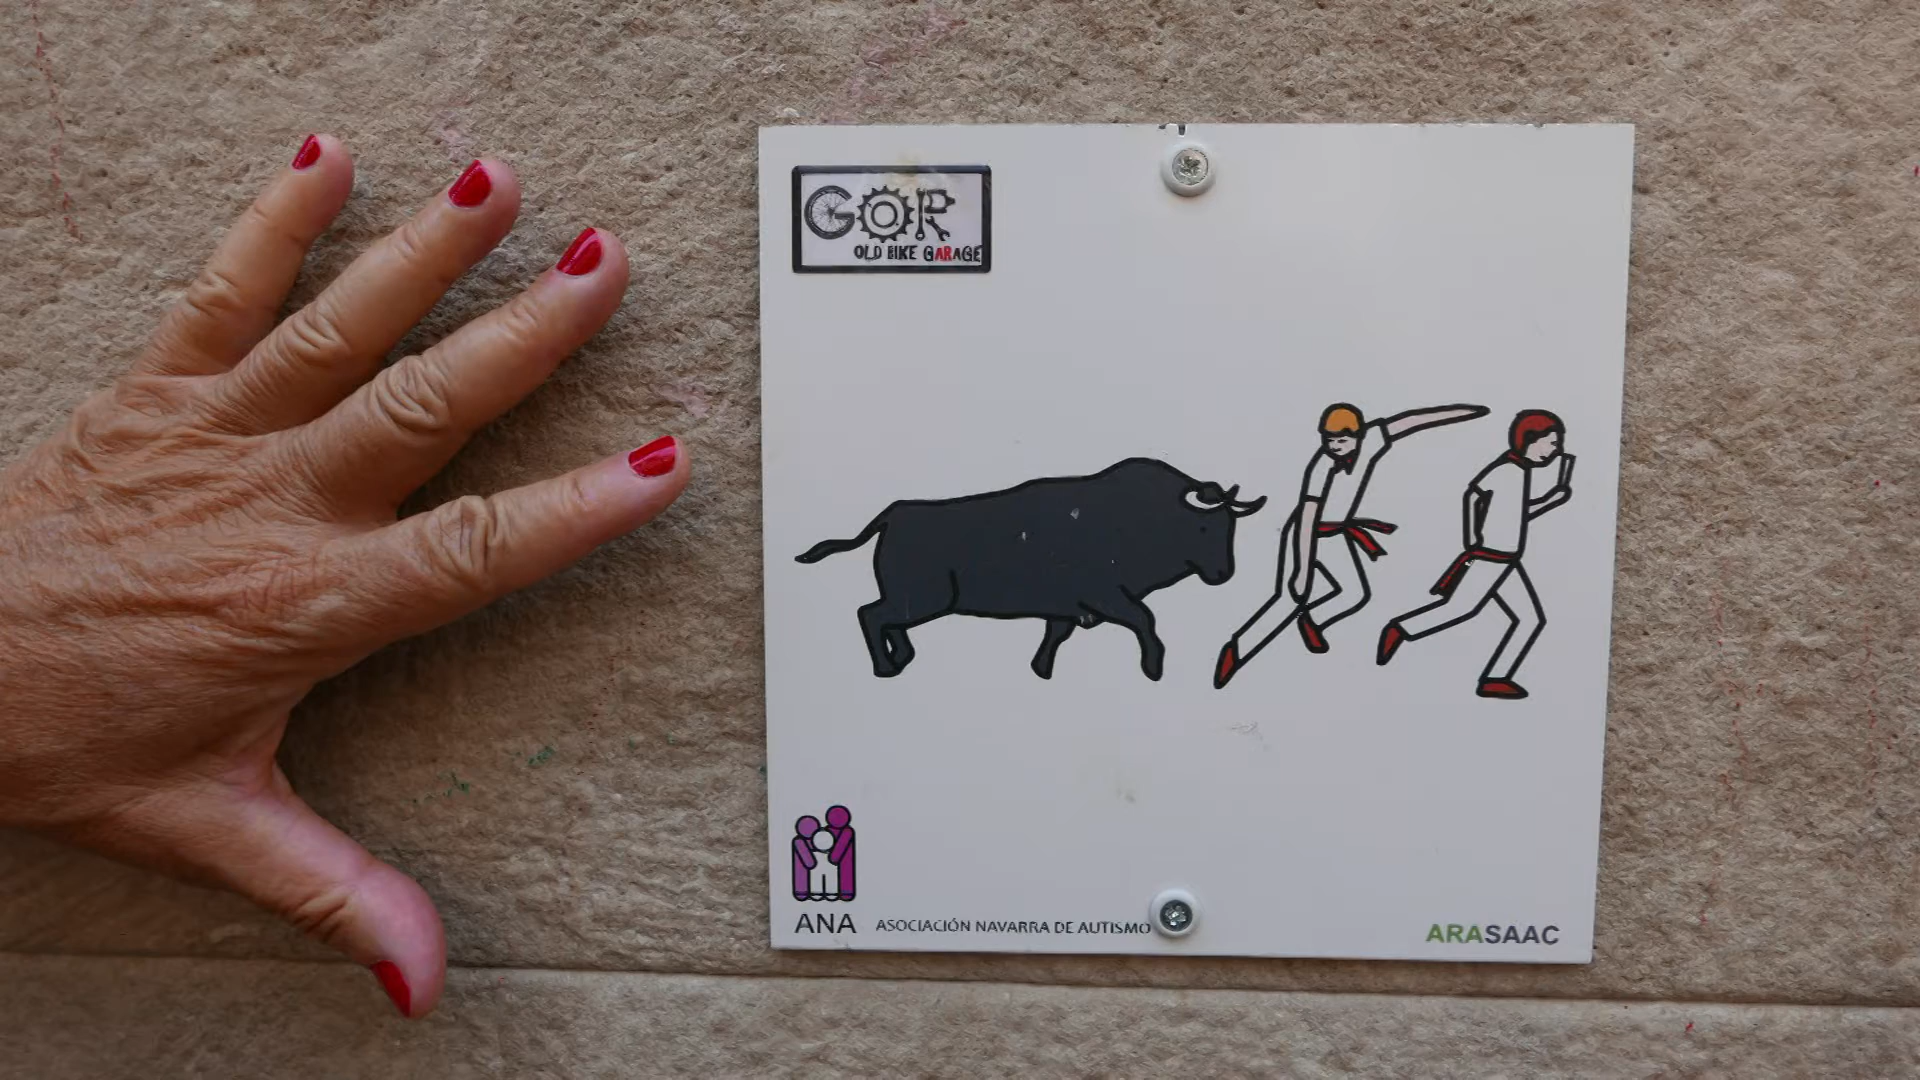 GOR
OLD BIKE GARAGE
ANA
ASOCIACIÓN NAVARRA DE AUTISMO
ARASAAC